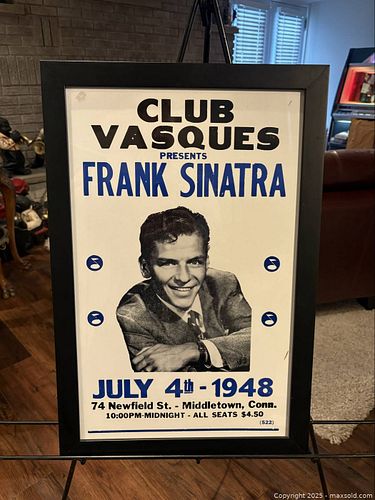 CLUB
VASQUES
PRESENTS
FRANK SINATRA
JULY 4th - 1948
74 Newfield St. - Middletown, Conn.
10:00PM-MIDNIGHT - ALL SEATS $4.50
(522)
Copyright 2025 - maxsold.com